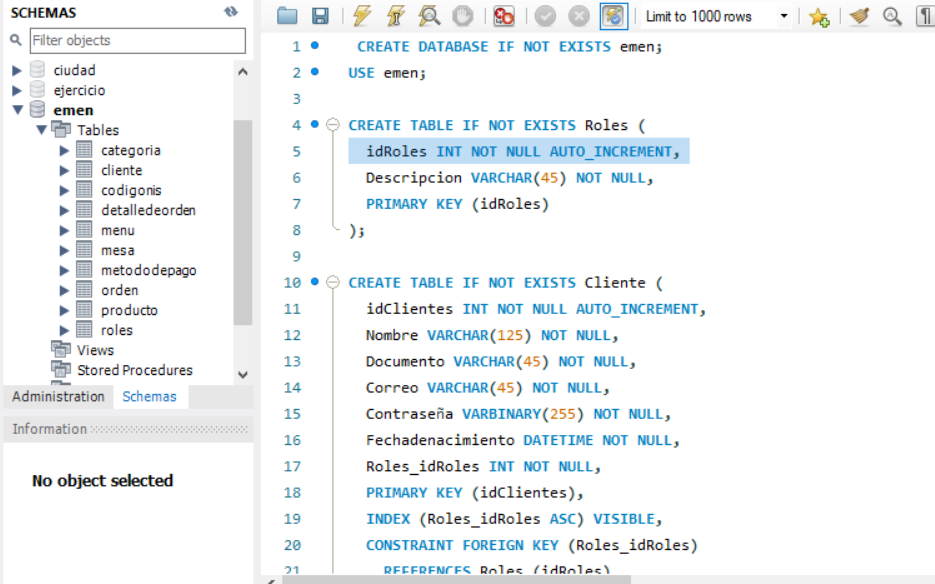 SCHEMAS
Filter objects
ciudad
ejercicio
emen
Tables
categoria
cliente
codigonis
detalledeorden
menu
mesa
metododepago
orden
producto
roles
Views
Stored Procedures
Administration Schemas
Information
No object selected
Limit to 1000 rows
1 CREATE DATABASE IF NOT EXISTS emen;
2 USE emen;
3
4 CREATE TABLE IF NOT EXISTS Roles (
5 idRoles INT NOT NULL AUTO_INCREMENT,
6 Descripcion VARCHAR(45) NOT NULL,
7 PRIMARY KEY (idRoles)
8 );
9
10 CREATE TABLE IF NOT EXISTS Cliente (
11 idClientes INT NOT NULL AUTO_INCREMENT,
12 Nombre VARCHAR(125) NOT NULL,
13 Documento VARCHAR(45) NOT NULL,
14 Correo VARCHAR(45) NOT NULL,
15 Contraseña VARBINARY(255) NOT NULL,
16 Fechadenacimiento DATETIME NOT NULL,
17 Roles_idRoles INT NOT NULL,
18 PRIMARY KEY (idClientes),
19 INDEX (Roles_idRoles ASC) VISIBLE,
20 CONSTRAINT FOREIGN KEY (Roles_idRoles)
21 REFERENCES Roles (idRoles)